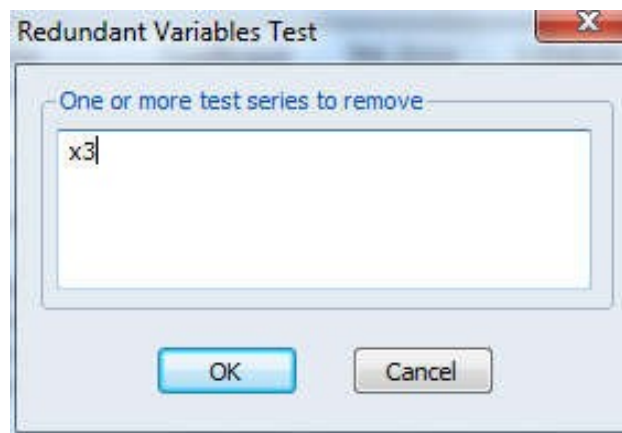 Redundant Variables Test
One or more test series to remove
x3
OK
Cancel